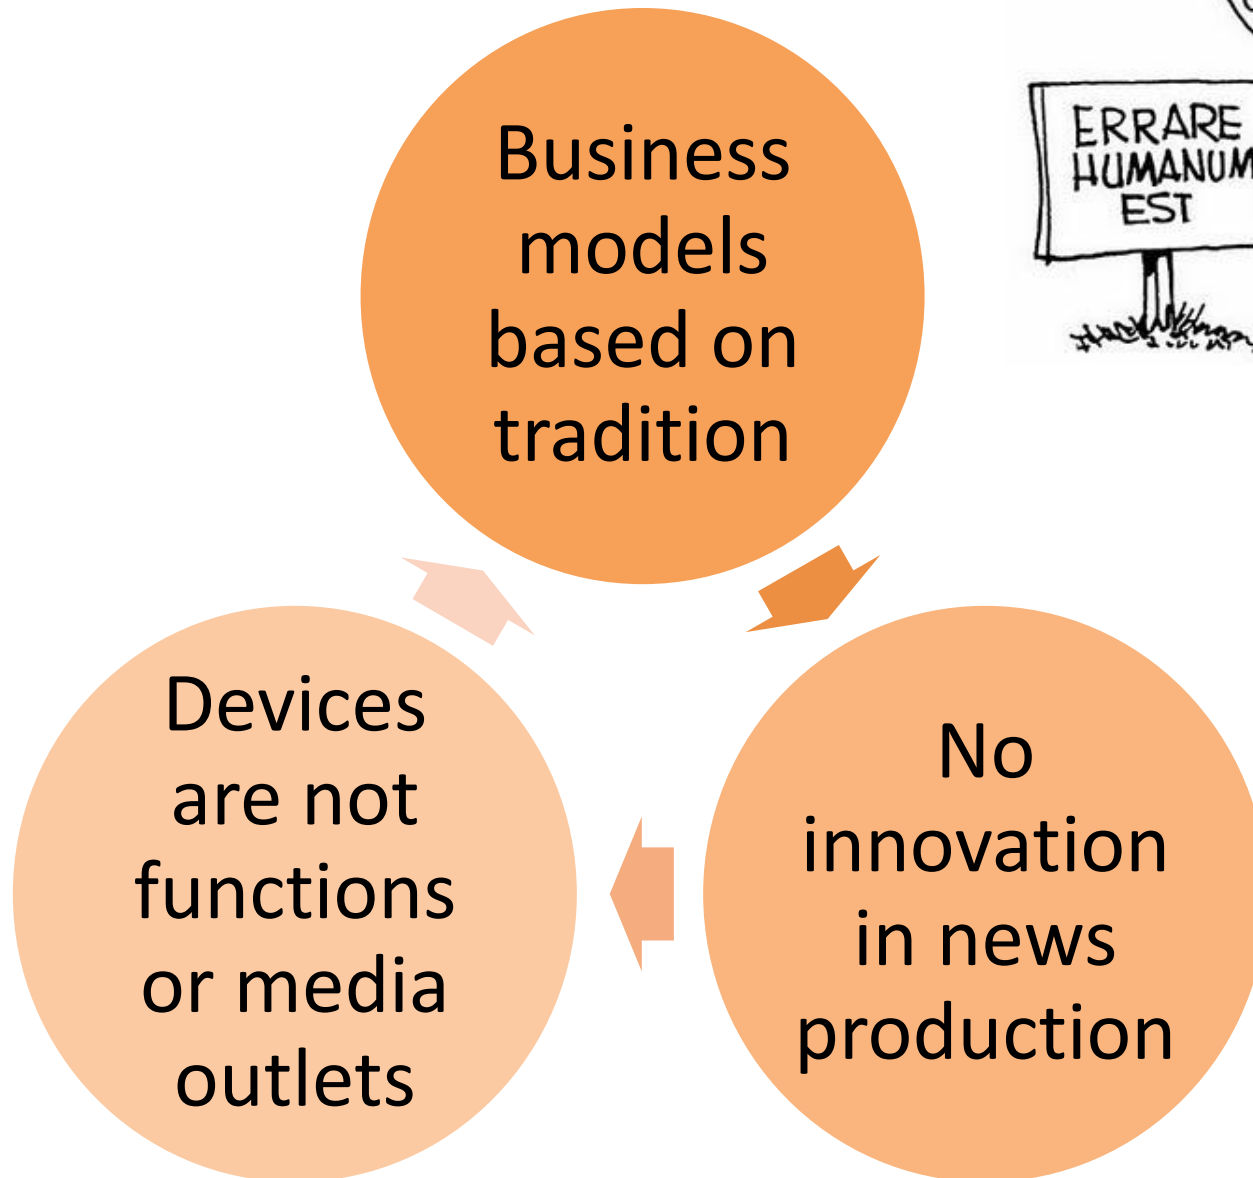 Business
models
based on
tradition
ERRARE
HUMANUM
EST
Devices
are not
functions
or media
outlets
No
innovation
in news
production